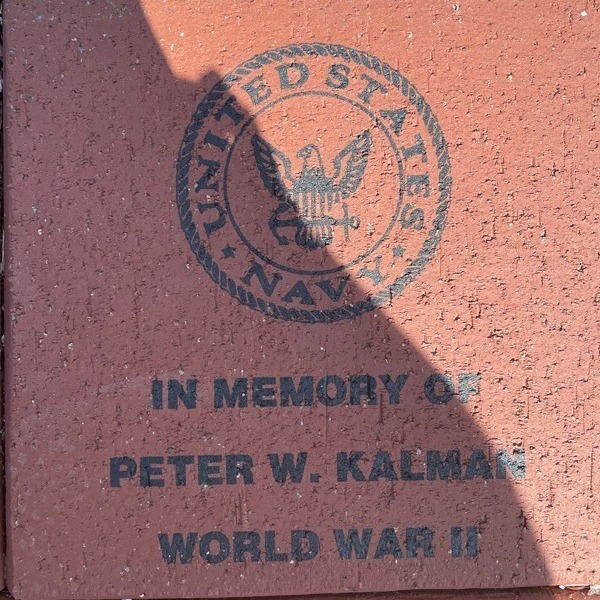 UNITED STATES
NAVY
IN MEMORY OF
PETER W. KALMAN
WORLD WAR II